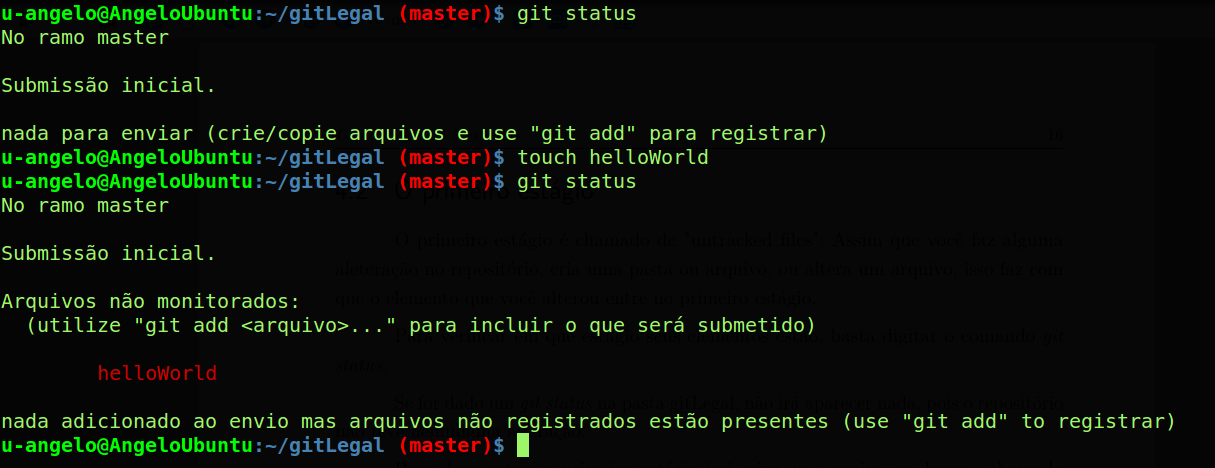 u-angelo@AngeloUbuntu:~/gitLegal (master)$ git status
No ramo master
Submissão inicial.
nada para enviar (crie/copie arquivos e use "git add" para registrar)
u-angelo@AngeloUbuntu:~/gitLegal (master)$ touch helloWorld
u-angelo@AngeloUbuntu:~/gitLegal (master)$ git status
No ramo master
Submissão inicial.
Arquivos não monitorados:
(utilize "git add <arquivo>..." para incluir o que será submetido)
helloWorld
nada adicionado ao envio mas arquivos não registrados estão presentes (use "git add" to registrar)
u-angelo@AngeloUbuntu:~/gitLegal (master)$